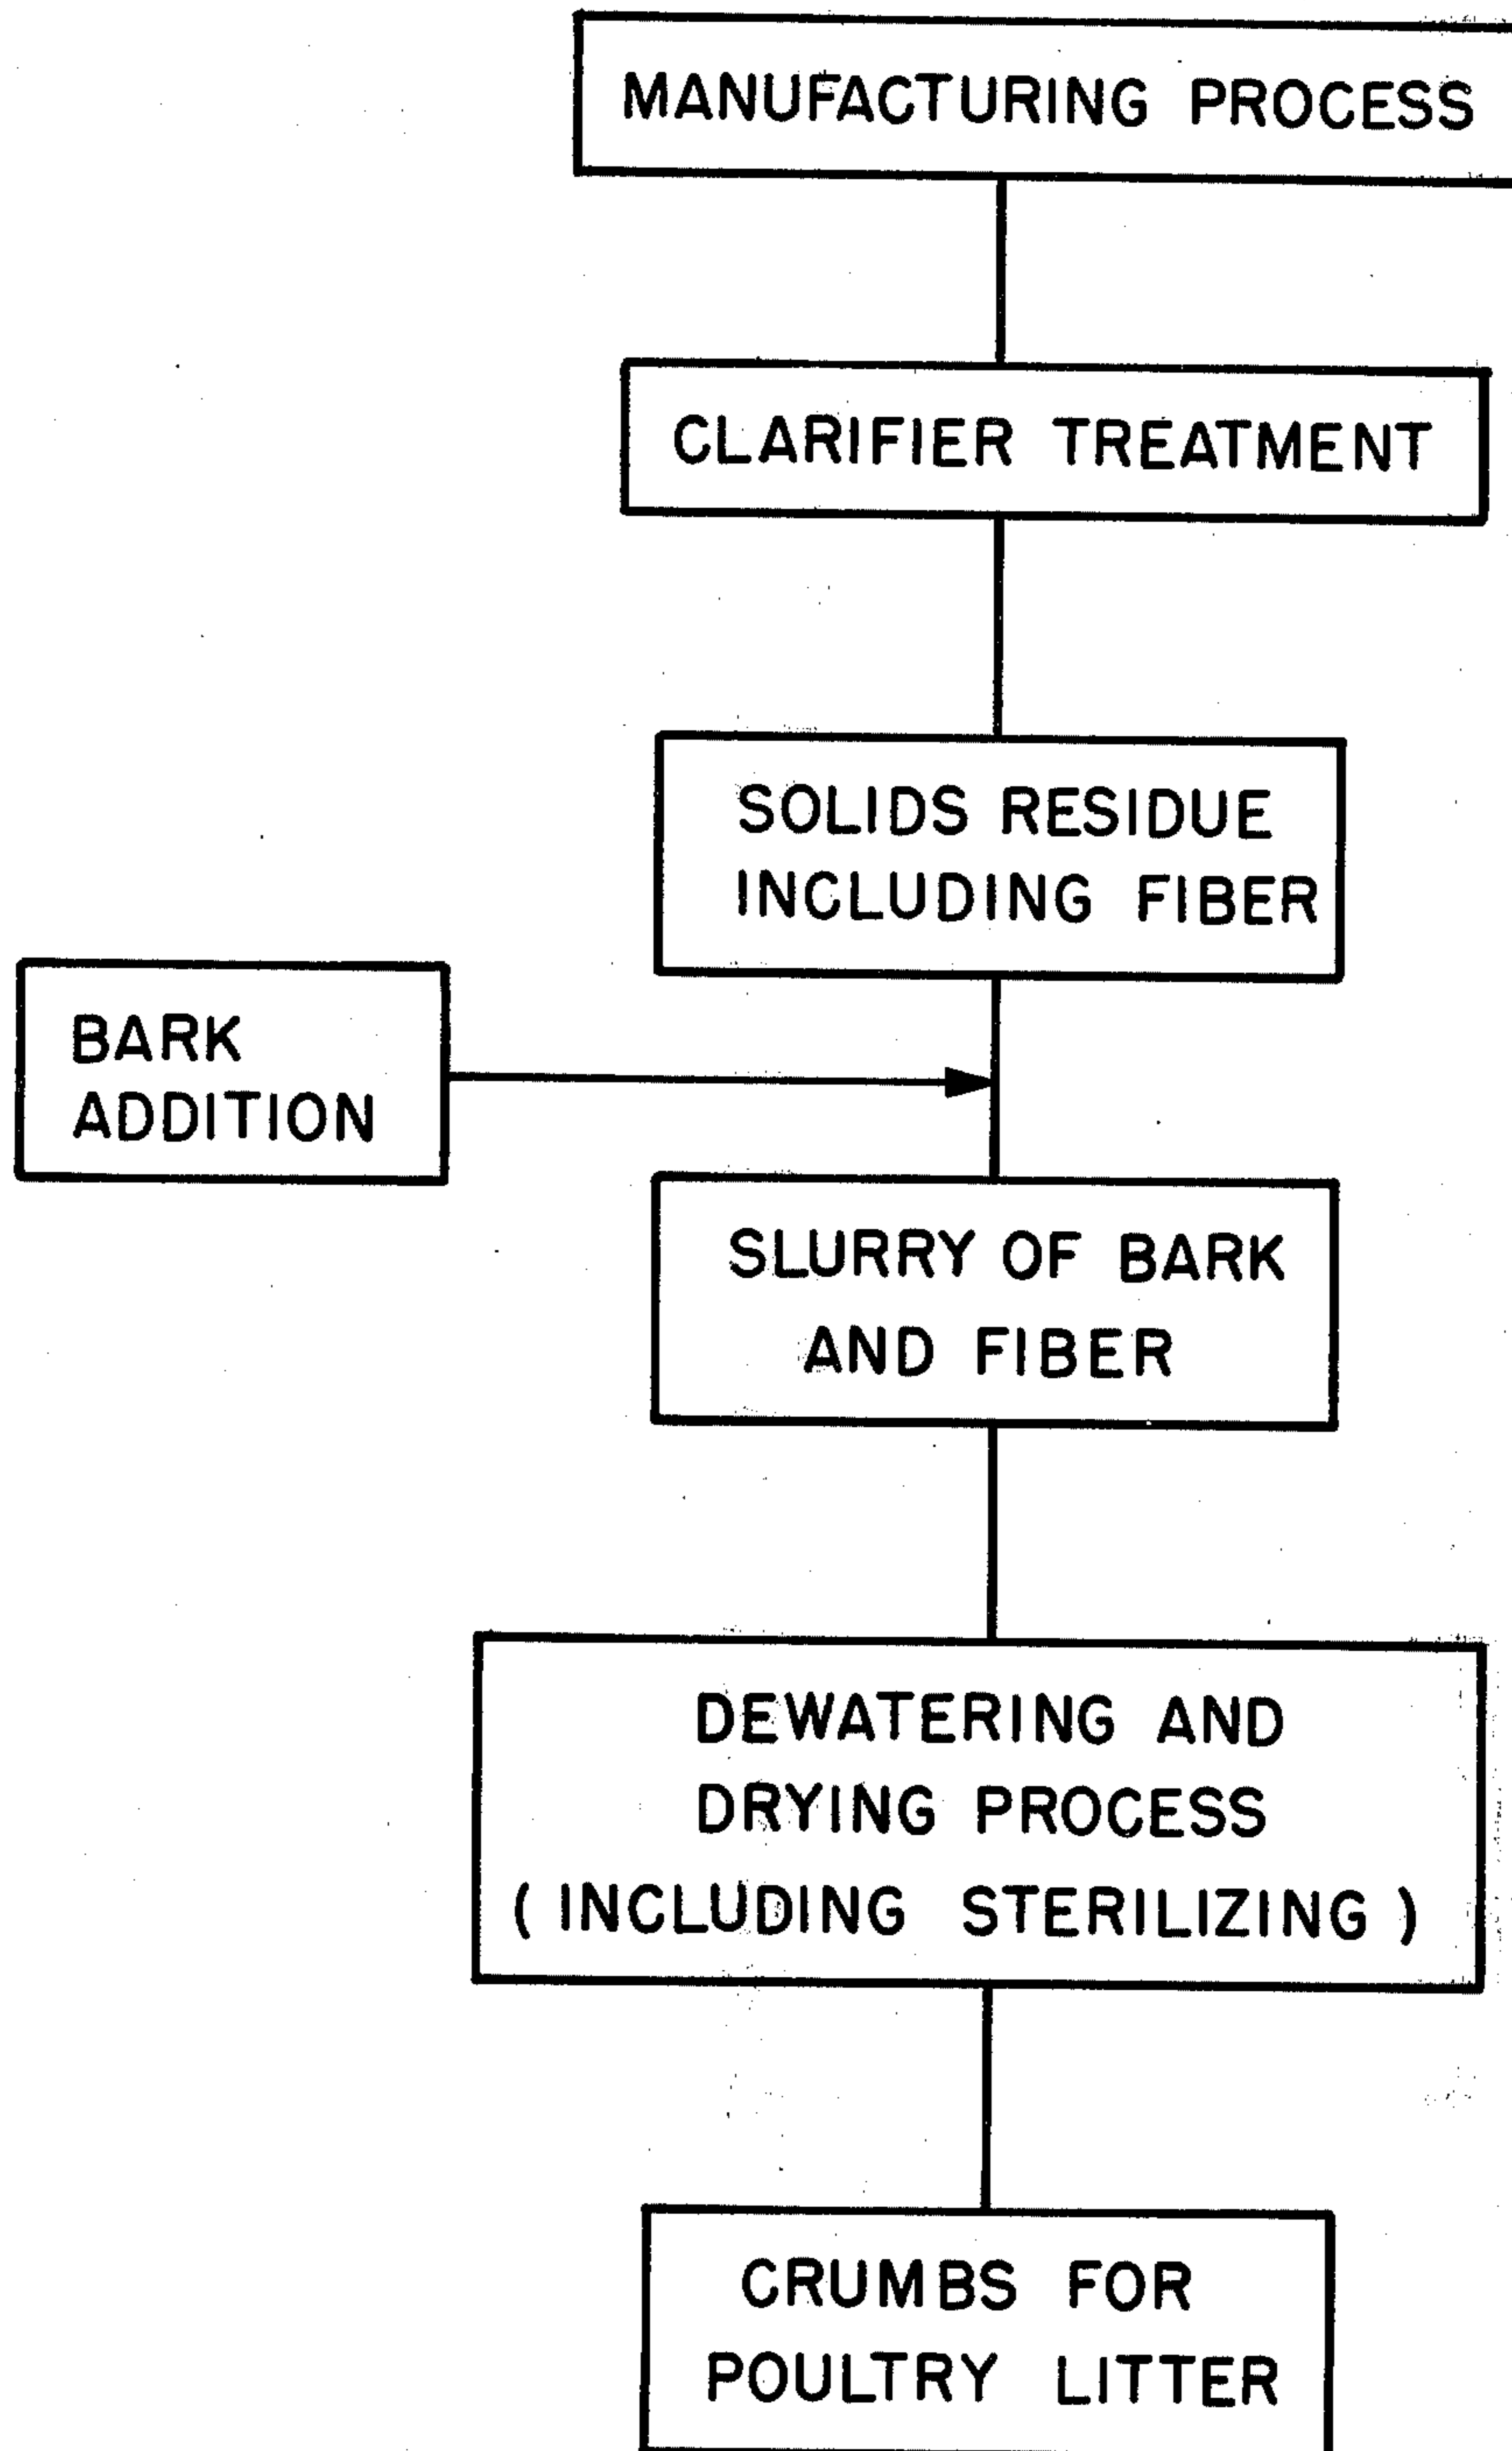 MANUFACTURING PROCESS
CLARIFIER TREATMENT
SOLIDS RESIDUE
INCLUDING FIBER
BARK
ADDITION
SLURRY OF BARK
AND FIBER
DEWATERING AND
DRYING PROCESS
( INCLUDING STERILIZING )
CRUMBS FOR
POULTRY LITTER